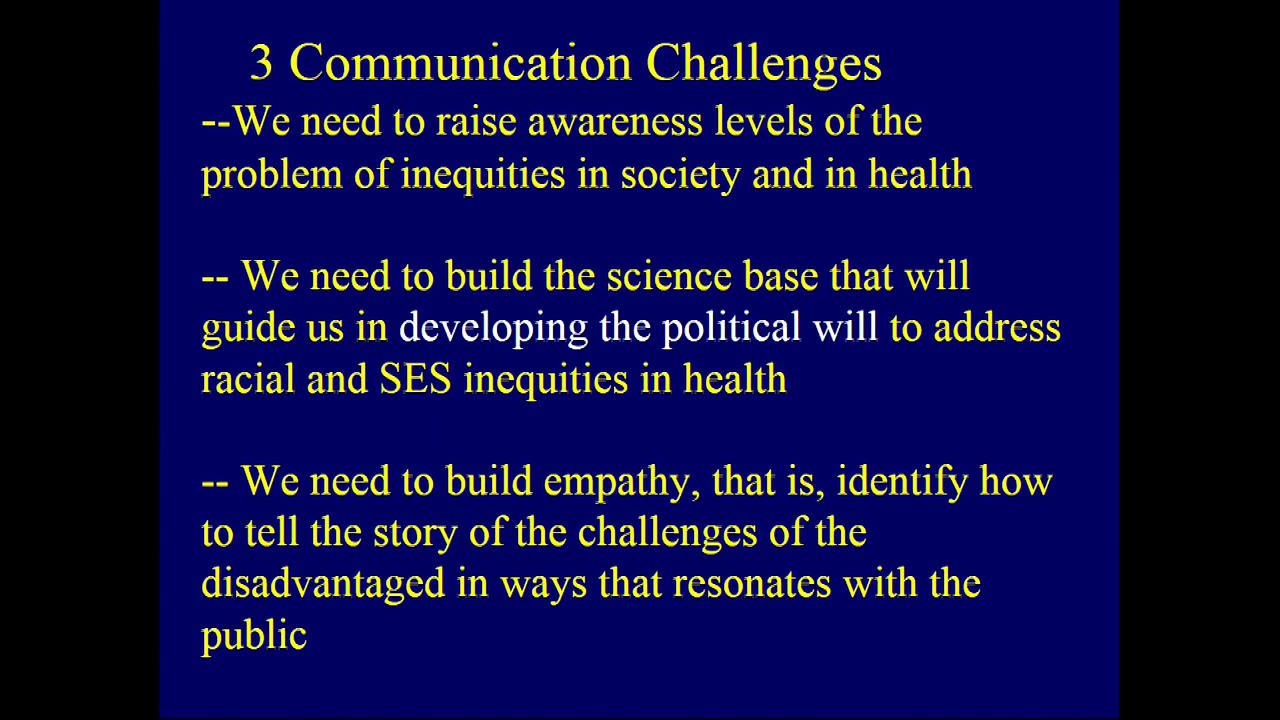 3 Communication Challenges
--We need to raise awareness levels of the
problem of inequities in society and in health
-- We need to build the science base that will
guide us in developing the political will to address
racial and SES inequities in health
-- We need to build empathy, that is, identify how
to tell the story of the challenges of the
disadvantaged in ways that resonates with the
public